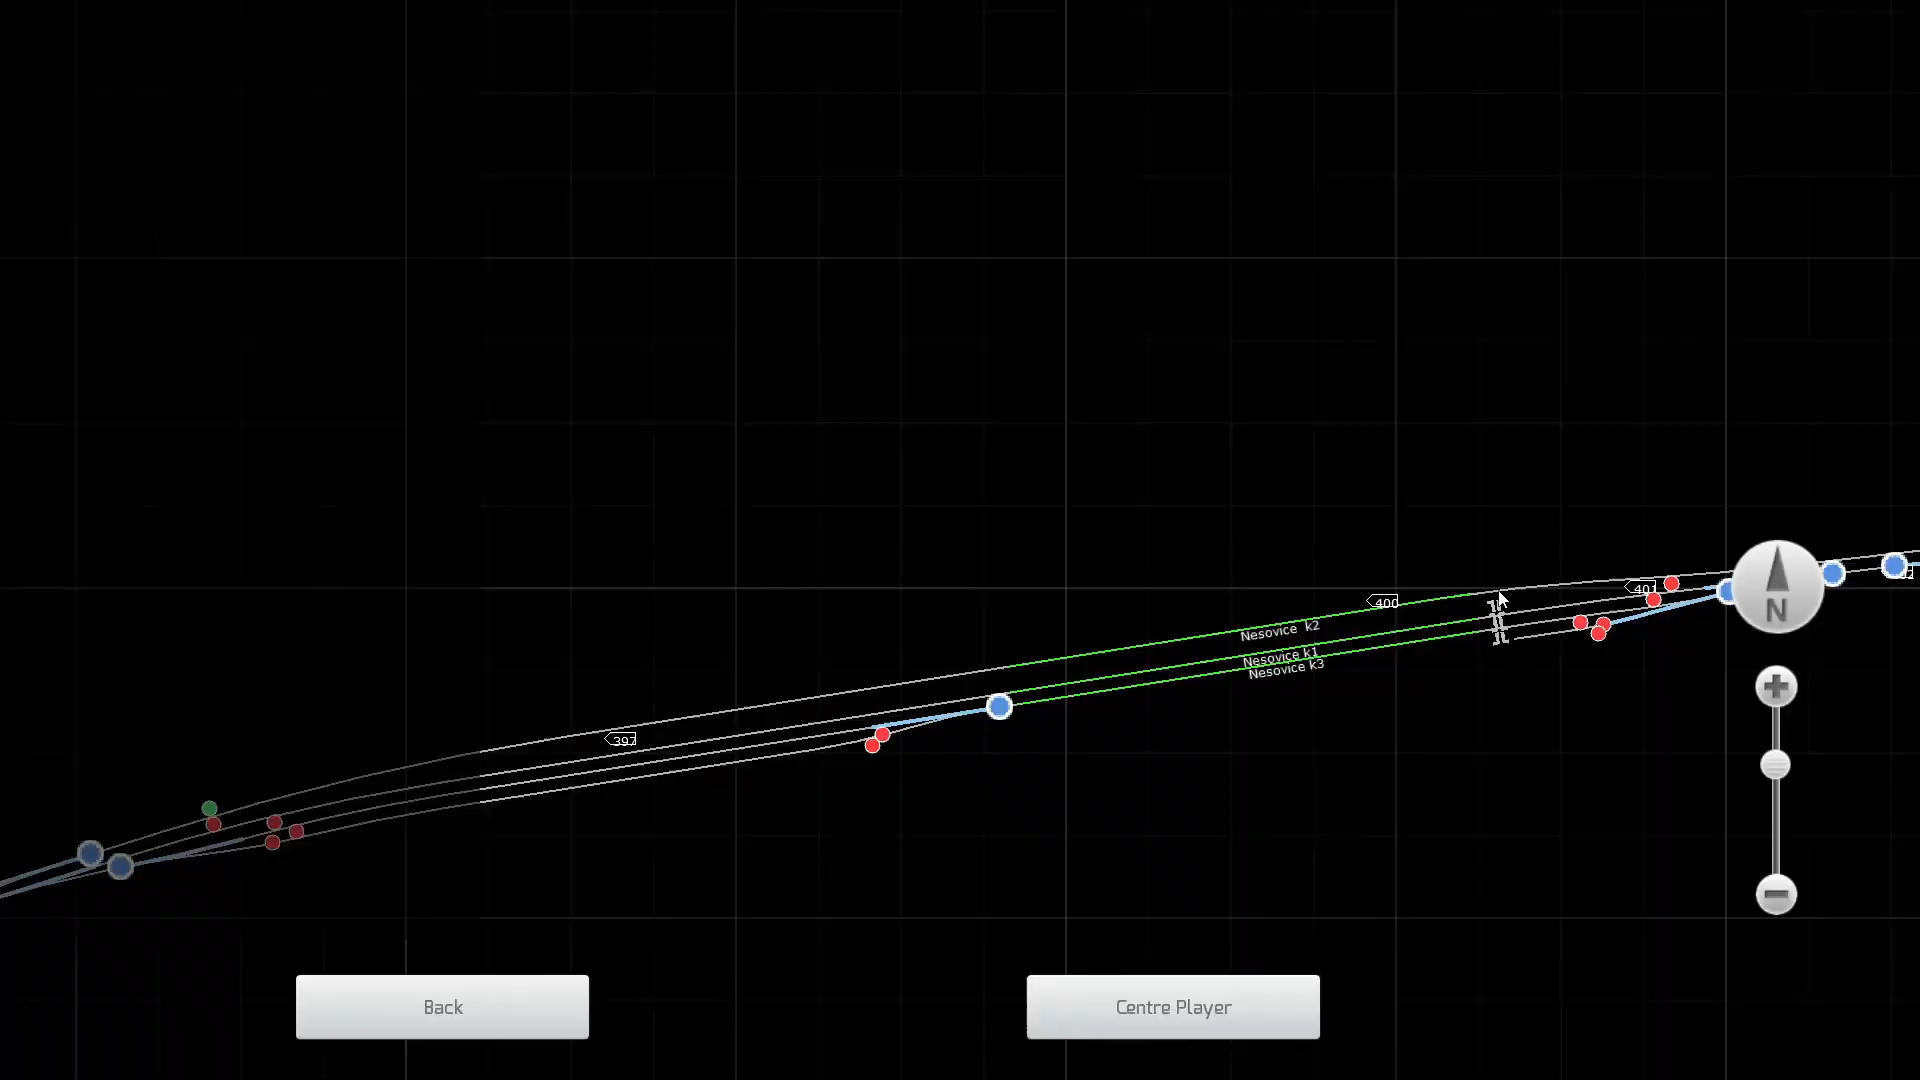 400
401
Nesovice k2
Nesovice k1
Nesovice k3
397
N
Back
Centre Player